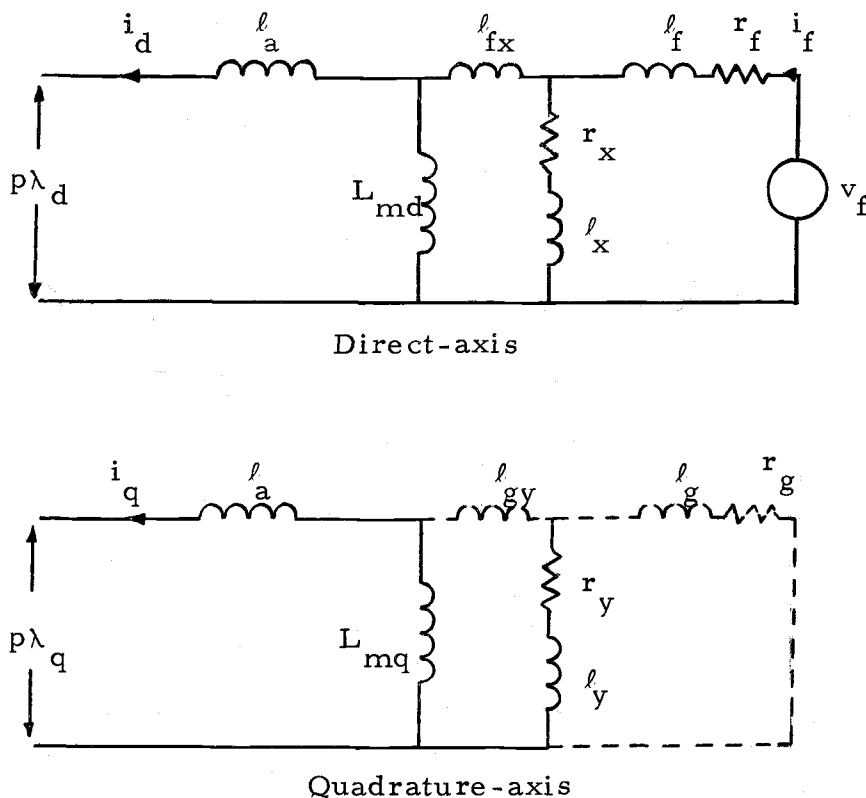 i_d ℓ_a ℓ_fx ℓ_f r_f i_f
r_x
pλ_d L_md v_f
ℓ_x
Direct-axis
i_q ℓ_a ℓ_gy ℓ_g r_g
r_y
pλ_q L_mq
ℓ_y
Quadrature-axis